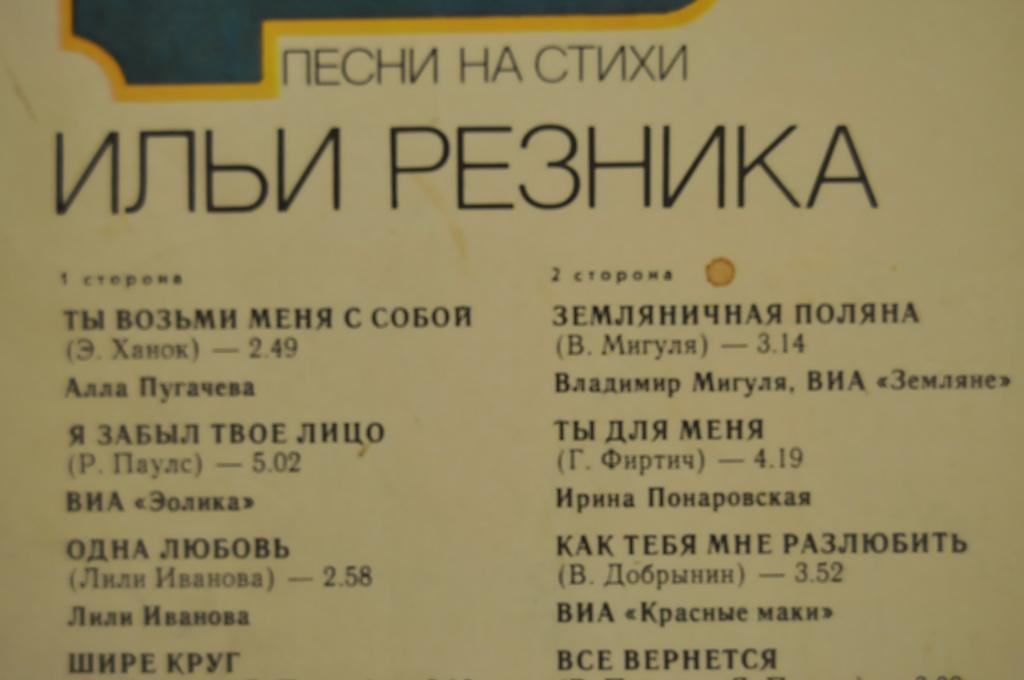 ПЕСНИ НА СТИХИ
ИЛЬИ РЕЗНИКА
1 сторона
ТЫ ВОЗЬМИ МЕНЯ С СОБОЙ
(Э. Ханок) — 2.49
Алла Пугачева
Я ЗАБЫЛ ТВОЕ ЛИЦО
(Р. Паулс) — 5.02
ВИА «Эолика»
ОДНА ЛЮБОВЬ
(Лили Иванова) — 2.58
Лили Иванова
ШИРЕ КРУГ
2 сторона
ЗЕМЛЯНИЧНАЯ ПОЛЯНА
(В. Мигуля) — 3.14
Владимир Мигуля, ВИА «Земляне»
ТЫ ДЛЯ МЕНЯ
(Г. Фиртич) — 4.19
Ирина Понаровская
КАК ТЕБЯ МНЕ РАЗЛЮБИТЬ
(В. Добрынин) — 3.52
ВИА «Красные маки»
ВСЕ ВЕРНЕТСЯ